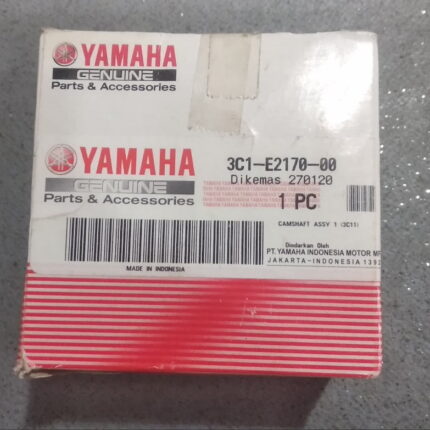 YAMAHA
GENUINE
Parts & Accessories
YAMAHA
GENUINE
Parts & Accessories
3C1-E2170-00
Dikemas 270120
1 PC
CAMSHAFT ASSY 1 (3C11)
Diedarkan Oleh
PT. YAMAHA INDONESIA MOTOR
JAKARTA-INDONESIA
MADE IN INDONESIA